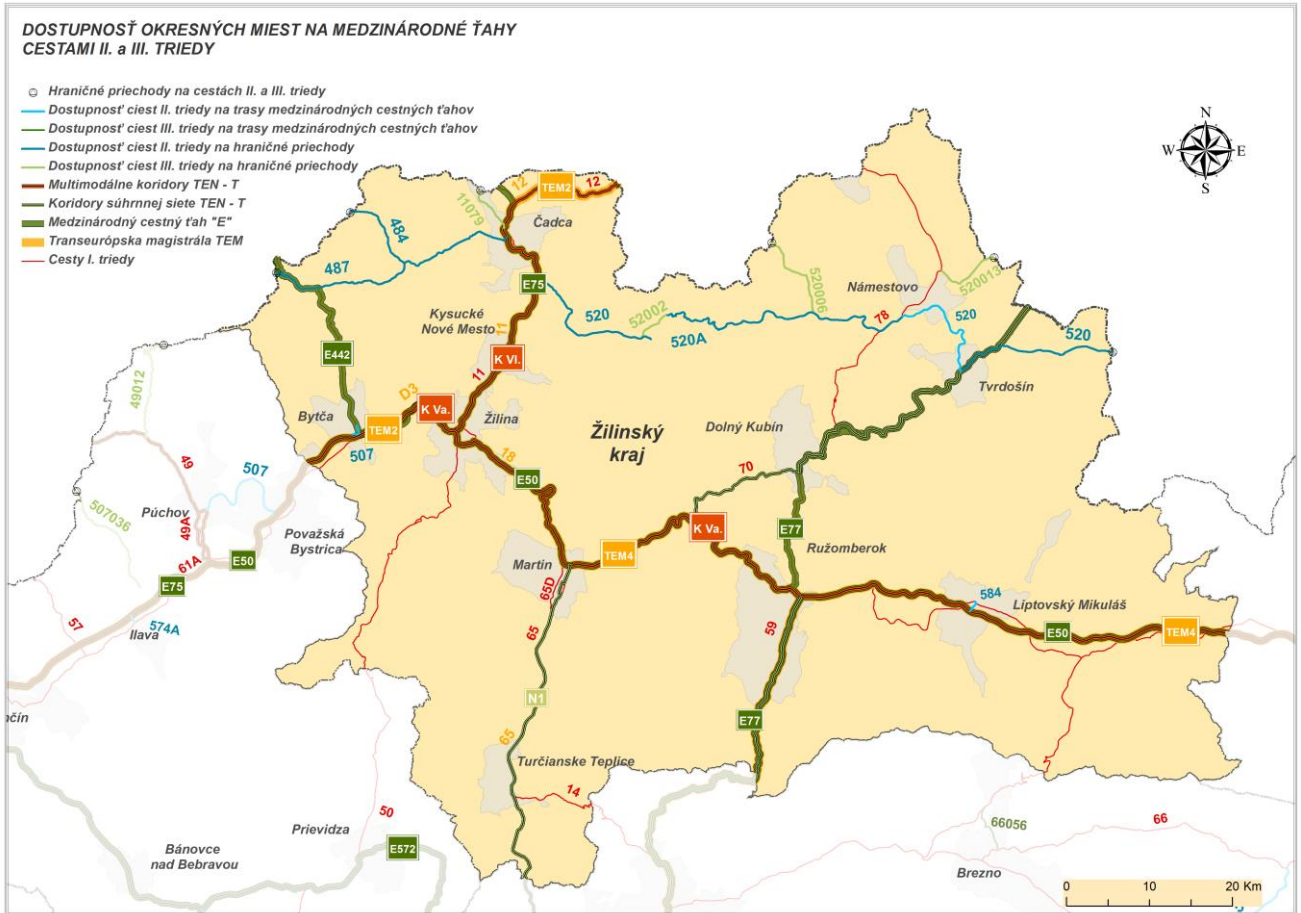 DOSTUPNOSŤ OKRESNÝCH MIEST NA MEDZINÁRODNÉ ŤAHY
CESTAMI II. a III. TRIEDY
Hraničné priechody na cestách II. a III. triedy
Dostupnosť ciest II. triedy na trasy medzinárodných cestných ťahov
Dostupnosť ciest III. triedy na trasy medzinárodných cestných ťahov
Dostupnosť ciest II. triedy na hraničné priechody
Dostupnosť ciest III. triedy na hraničné priechody
Multimodálne koridory TEN - T
Koridory súhrnnej siete TEN - T
Medzinárodný cestný ťah "E"
Transeurópska magistrála TEM
Cesty I. triedy
N
W
E
S
12
TEM2
12
11079
Čadca
484
487
E75
520
52002
520A
520006
Námestovo
520013
78
520
520
Tvrdošín
Kysucké
Nové Mesto
11
K VI.
11
E442
49012
Bytča
TEM2
D3
K Va.
Žilina
507
18
Žilinský
kraj
Dolný Kubín
70
49
507
E50
Púchov
49A
507036
Považská
Bystrica
61A
E50
E75
K Va.
E77
Ružomberok
Martin
TEM4
65D
57
Ilava
574A
65
59
584
Liptovský Mikuláš
E50
TEM4
N1
E77
čín
65
Turčianske Teplice
14
50
Prievidza
E572
Bánovce
nad Bebravou
66056
66
Brezno
0 10 20 Km